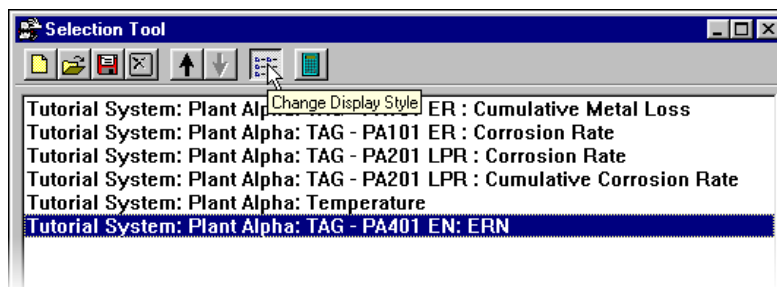 Selection Tool
Change Display Style
Tutorial System: Plant Alp ER : Cumulative Metal Loss
Tutorial System: Plant Alpha: TAG - PA101 ER : Corrosion Rate
Tutorial System: Plant Alpha: TAG - PA201 LPR : Corrosion Rate
Tutorial System: Plant Alpha: TAG - PA201 LPR : Cumulative Corrosion Rate
Tutorial System: Plant Alpha: Temperature
Tutorial System: Plant Alpha: TAG - PA401 EN: ERN